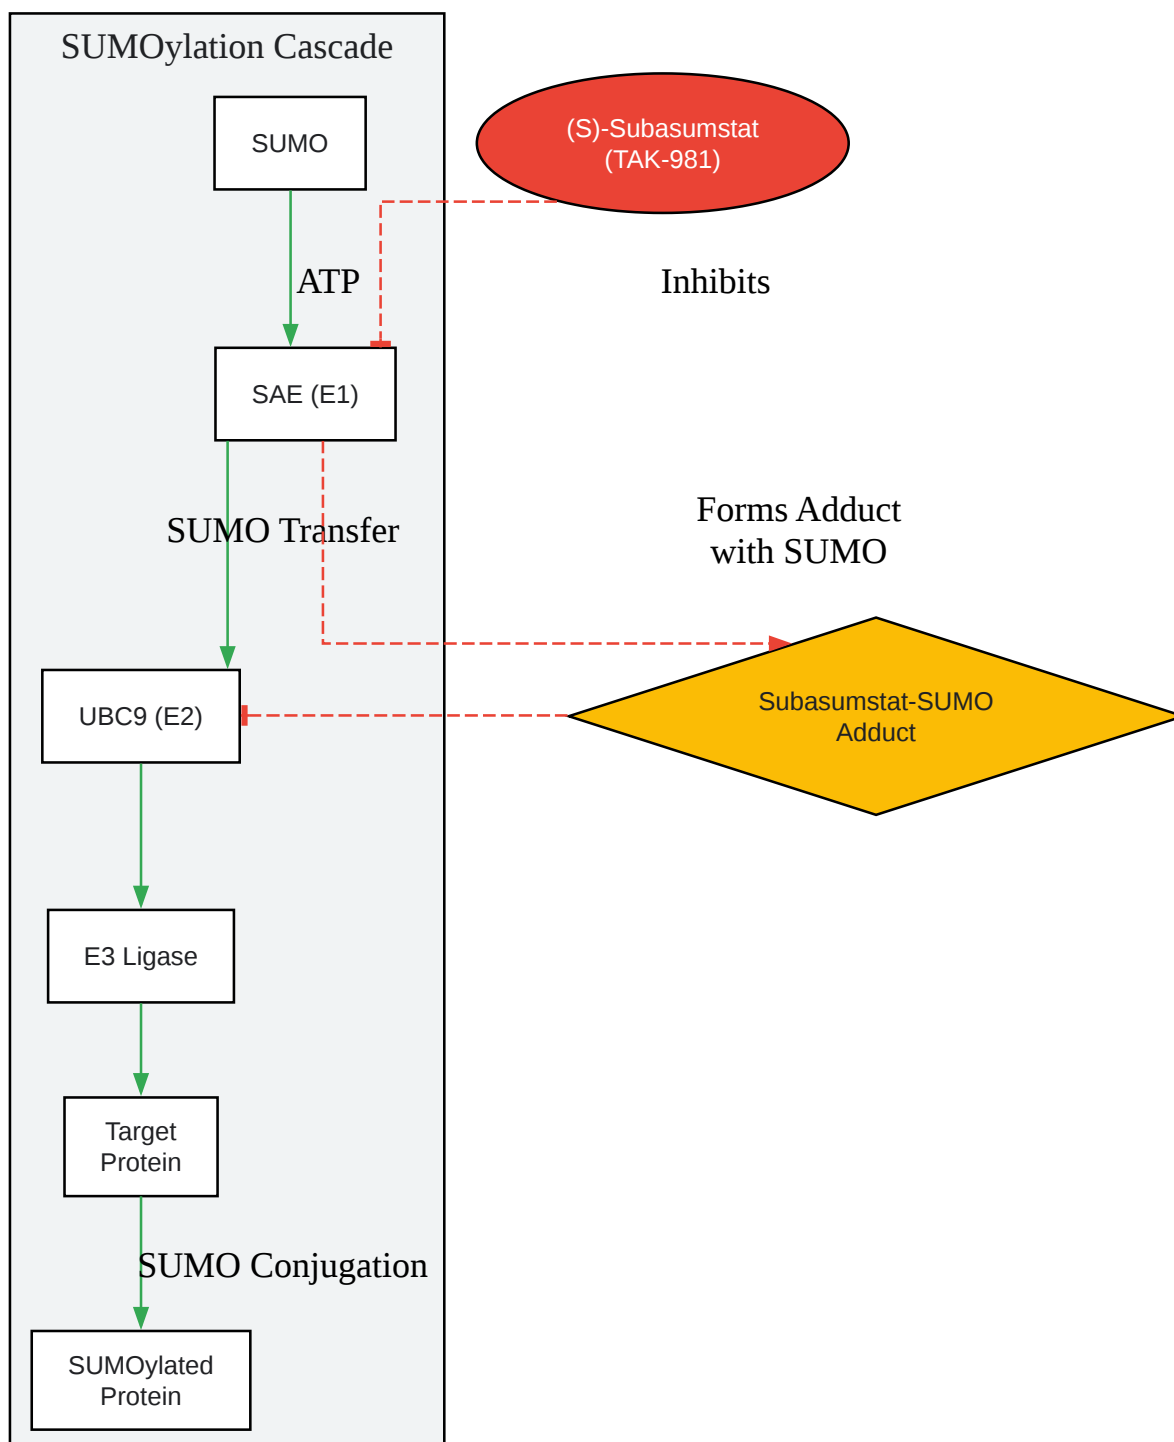 SUMOylation Cascade
SUMO
(S)-Subasumstat
(TAK-981)
ATP
Inhibits
SAE (E1)
SUMO Transfer
Forms Adduct
with SUMO
UBC9 (E2)
Subasumstat-SUMO
Adduct
E3 Ligase
Target
Protein
SUMO Conjugation
SUMOylated
Protein